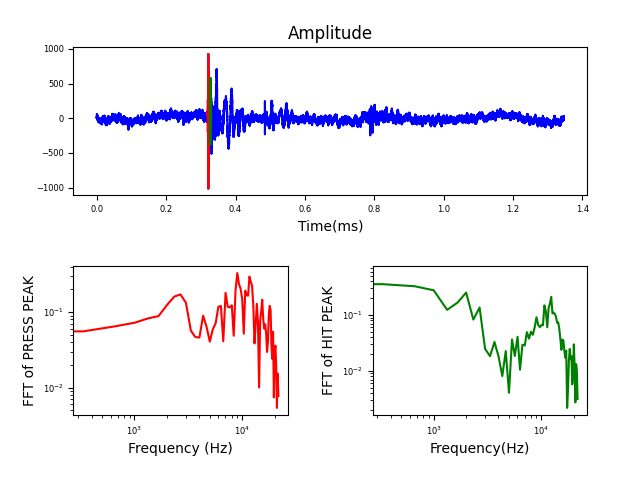 Amplitude
1000
500
0
−500
−1000
0.0 0.2 0.4 0.6 0.8 1.0 1.2 1.4
Time(ms)
FFT of PRESS PEAK
10⁻¹
10⁻²
10³ 10⁴
Frequency (Hz)
FFT of HIT PEAK
10⁻¹
10⁻²
10³ 10⁴
Frequency(Hz)